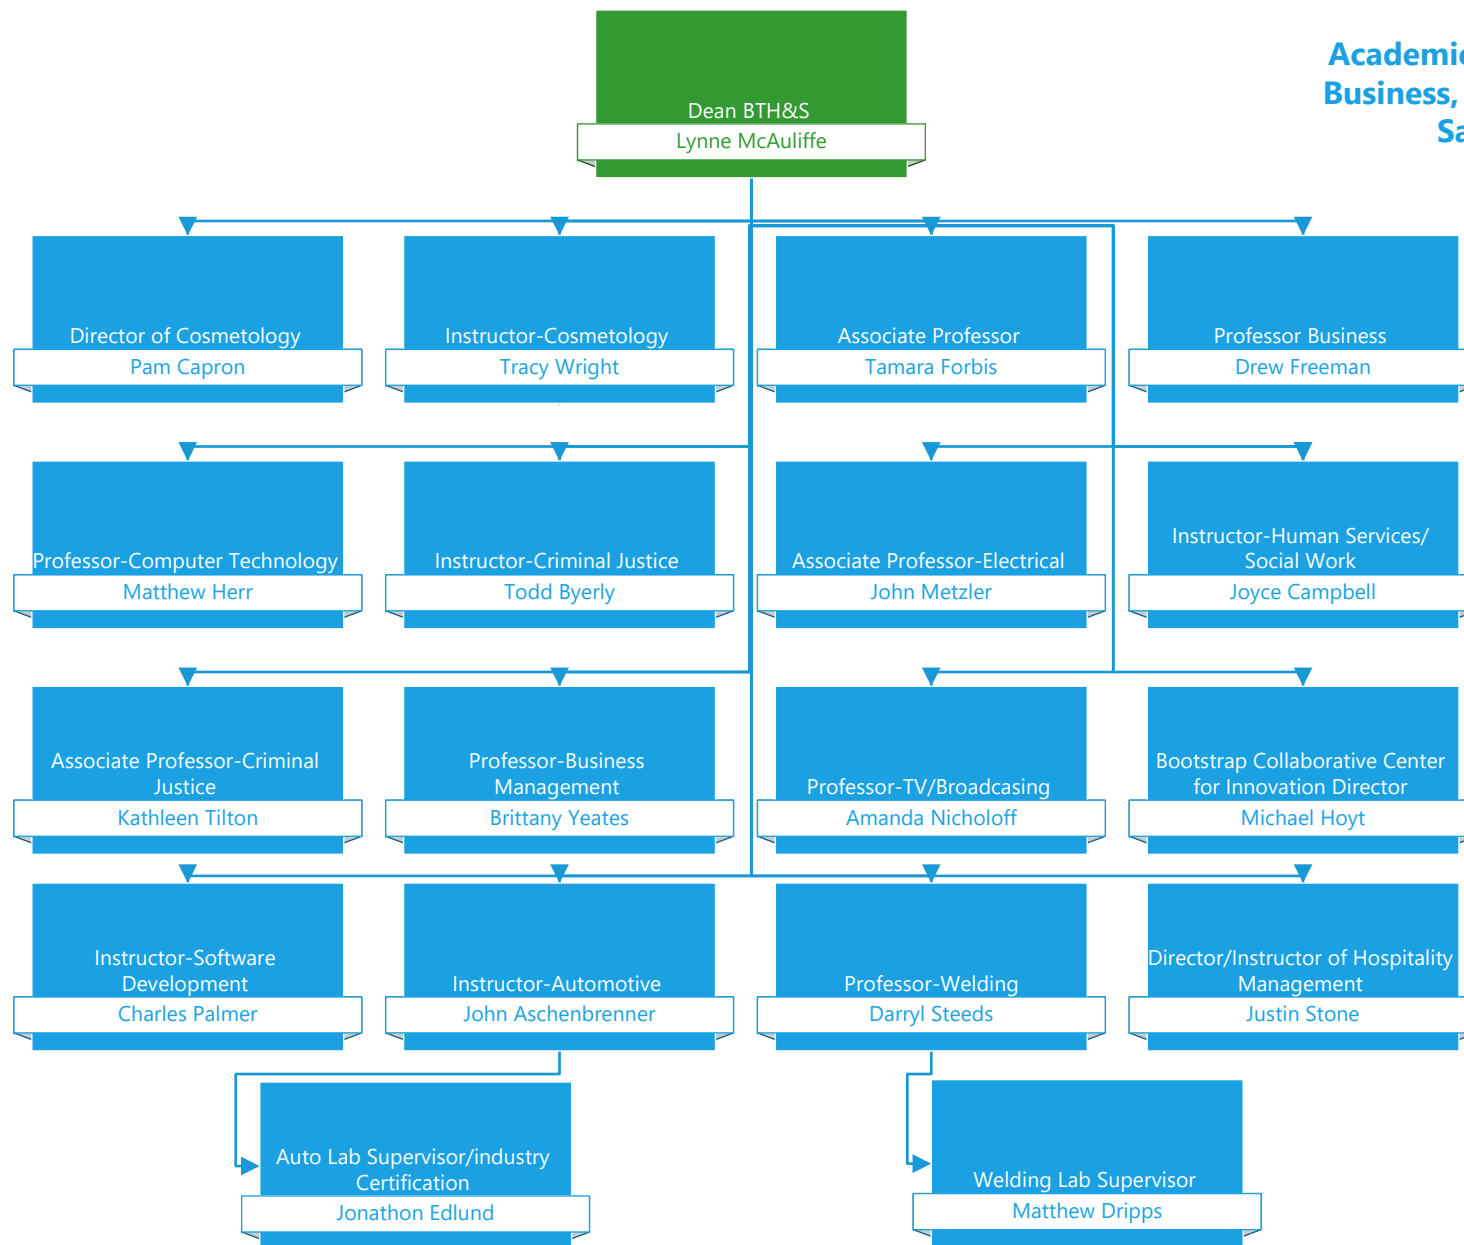 Dean BTH&S
Lynne McAuliffe
Business,
Director of Cosmetology
Pam Capron
Instructor-Cosmetology
Tracy Wright
Associate Professor
Tamara Forbis
Professor Business
Drew Freeman
Professor-Computer Technology
Matthew Herr
Instructor-Criminal Justice
Todd Byerly
Associate Professor-Electrical
John Metzler
Instructor-Human Services/
Social Work
Joyce Campbell
Associate Professor-Criminal
Justice
Kathleen Tilton
Professor-Business
Management
Brittany Yeates
Professor-TV/Broadcasing
Amanda Nicholoff
Bootstrap Collaborative Center
for Innovation Director
Michael Hoyt
Instructor-Software
Development
Charles Palmer
Instructor-Automotive
John Aschenbrenner
Professor-Welding
Darryl Steeds
Director/Instructor of Hospitality
Management
Justin Stone
Auto Lab Supervisor/industry
Certification
Jonathon Edlund
Welding Lab Supervisor
Matthew Dripps